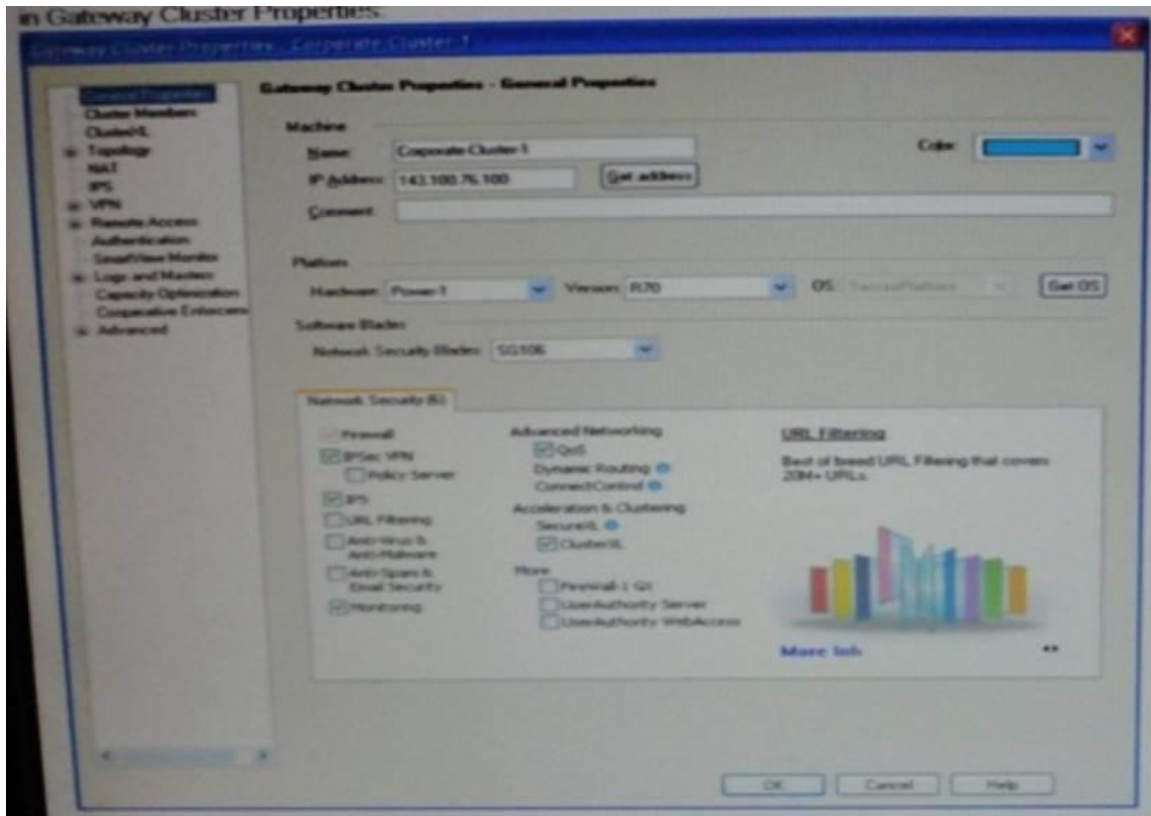 in Gateway Cluster Properties.
Gateway Cluster Properties - Corporate-Cluster-1
General Properties
Cluster Members
ClusterXL
Topology
NAT
IPS
VPN
Remote Access
Authentication
SmartView Monitor
Logs and Masters
Capacity Optimization
Cooperative Enforceme
Advanced
Gateway Cluster Properties - General Properties
Machine
Name: Corporate-Cluster-1
Color:
IP Address: 143.100.76.100 Get address
Comment:
Platform
Hardware: Power-1 Version: R70 OS: SecurePlatform Get OS
Software Blades
Network Security Blades: SG106
Network Security (6)
Firewall
IPSec VPN
Policy Server
IPS
URL Filtering
Anti-Virus &
Anti-Malware
Anti-Spam &
Email Security
Monitoring
Advanced Networking
QoS
Dynamic Routing
ConnectControl
Acceleration & Clustering
SecureXL
ClusterXL
More
Firewall-1 GX
UserAuthority Server
UserAuthority WebAccess
URL Filtering
Best of breed URL Filtering that covers
20M+ URLs.
More Info
OK Cancel Help